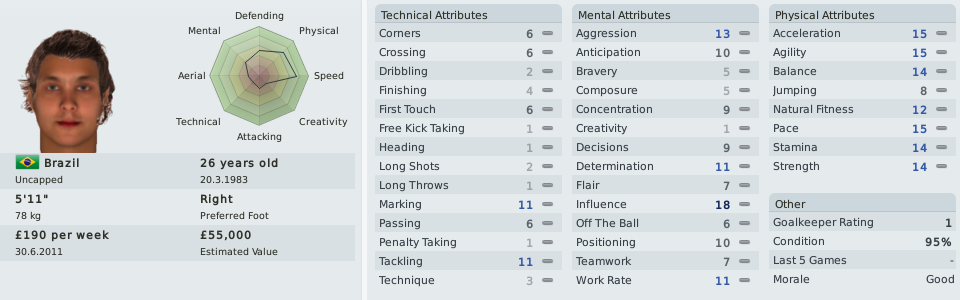 Defending
Mental Physical
Aerial Speed
Technical Creativity
Attacking
Brazil 26 years old
Uncapped 20.3.1983
5'11" Right
78 kg Preferred Foot
£190 per week £55,000
30.6.2011 Estimated Value
Technical Attributes
Corners 6
Crossing 6
Dribbling 2
Finishing 4
First Touch 6
Free Kick Taking 1
Heading 1
Long Shots 2
Long Throws 1
Marking 11
Passing 6
Penalty Taking 1
Tackling 11
Technique 3
Mental Attributes
Aggression 13
Anticipation 10
Bravery 5
Composure 5
Concentration 9
Creativity 1
Decisions 9
Determination 11
Flair 7
Influence 18
Off The Ball 6
Positioning 10
Teamwork 7
Work Rate 11
Physical Attributes
Acceleration 15
Agility 15
Balance 14
Jumping 8
Natural Fitness 12
Pace 15
Stamina 14
Strength 14
Other
Goalkeeper Rating 1
Condition 95%
Last 5 Games -
Morale Good